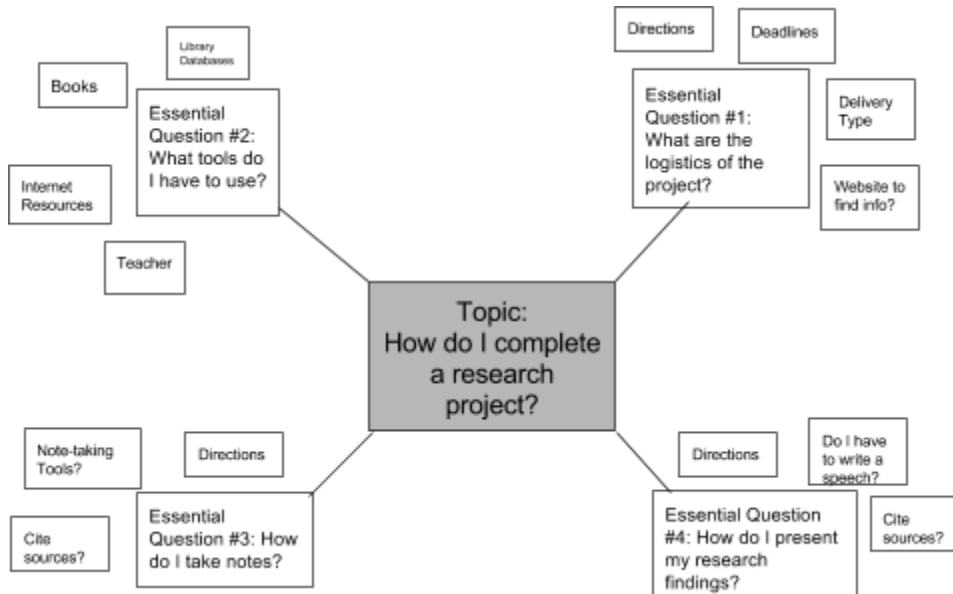 Library
Databases
Books
Essential
Question #2:
What tools do
I have to use?
Internet
Resources
Teacher
Directions
Deadlines
Essential
Question #1:
What are the
logistics of the
project?
Delivery
Type
Website to
find info?
Topic:
How do I complete
a research
project?
Note-taking
Tools?
Directions
Cite
sources?
Essential
Question #3: How
do I take notes?
Directions
Do I have
to write a
speech?
Essential Question
#4: How do I present
my research
findings?
Cite
sources?